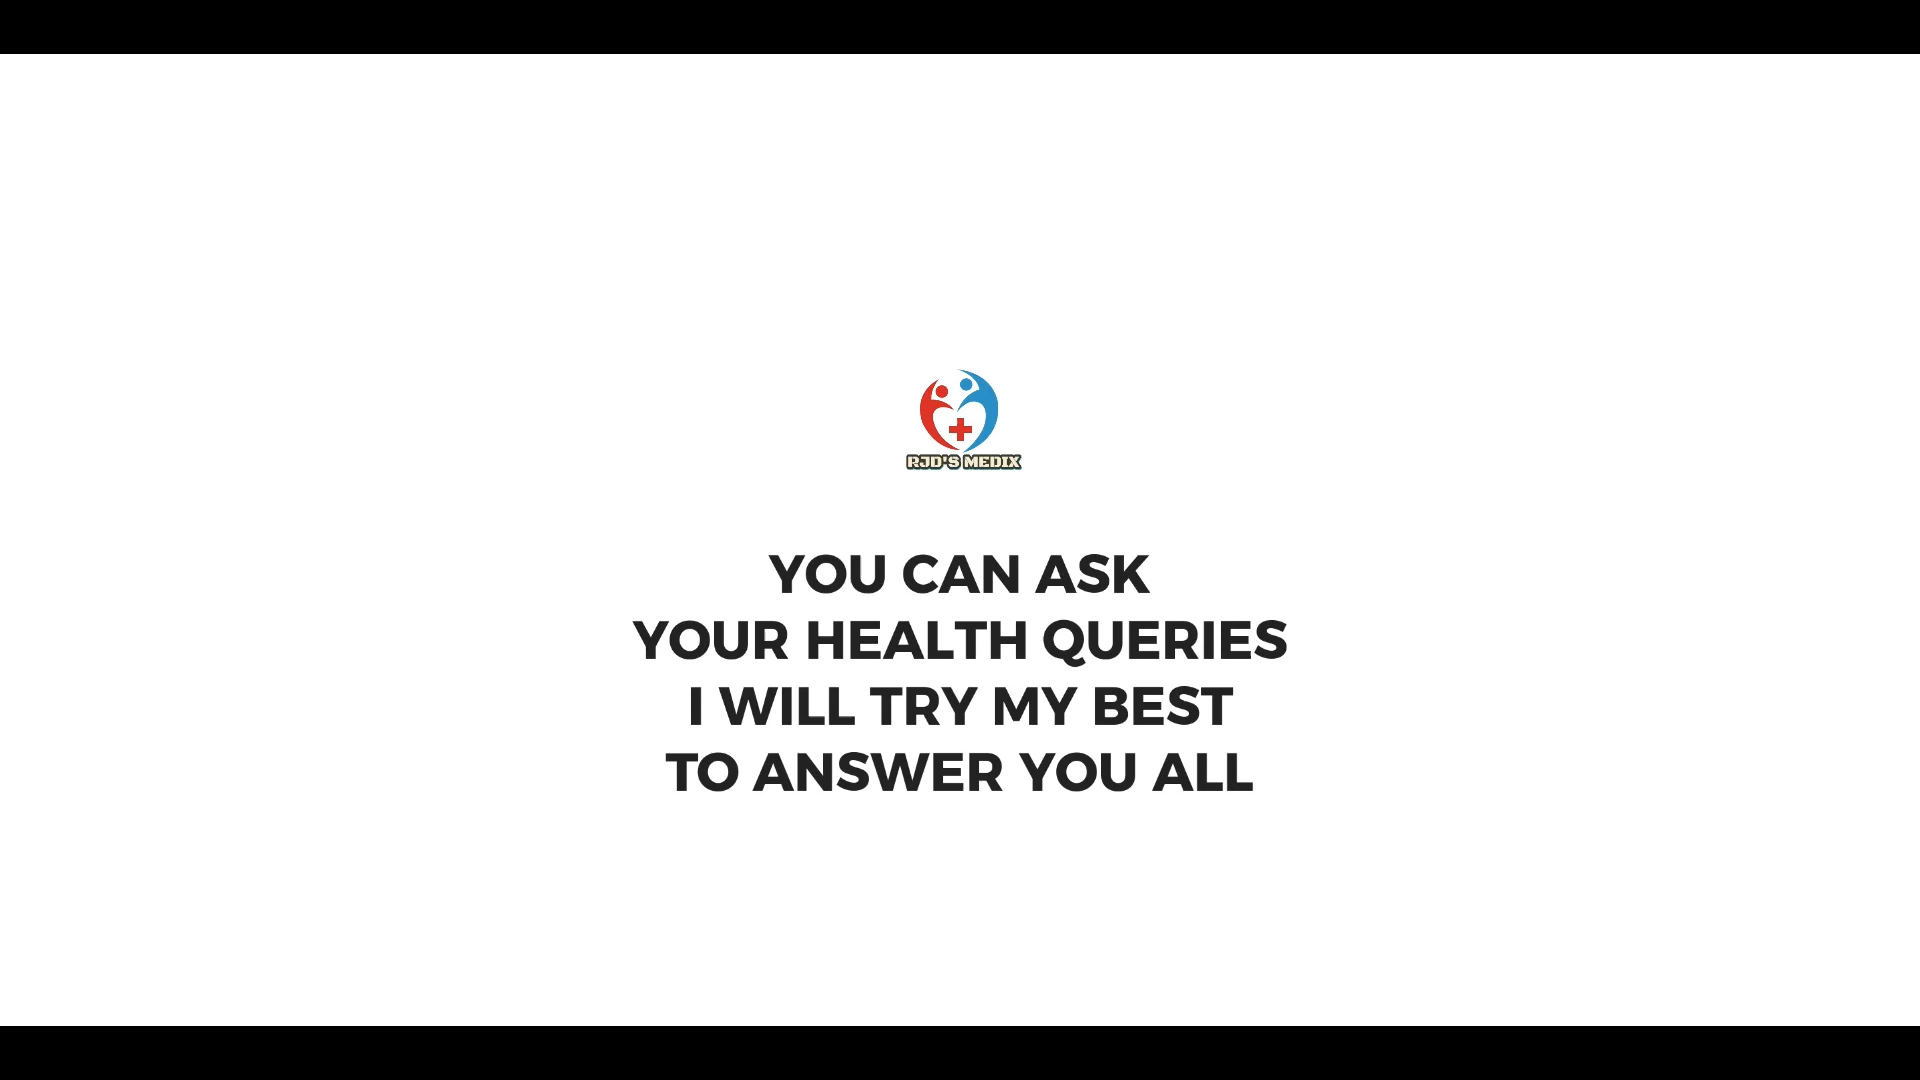 RJD'S MEDIX
YOU CAN ASK
YOUR HEALTH QUERIES
I WILL TRY MY BEST
TO ANSWER YOU ALL